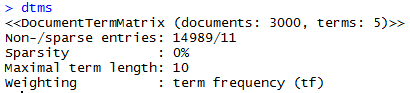 > dtms
<<DocumentTermMatrix (documents: 3000, terms: 5)>>
Non-/sparse entries: 14989/11
Sparsity           : 0%
Maximal term length: 10
Weighting          : term frequency (tf)